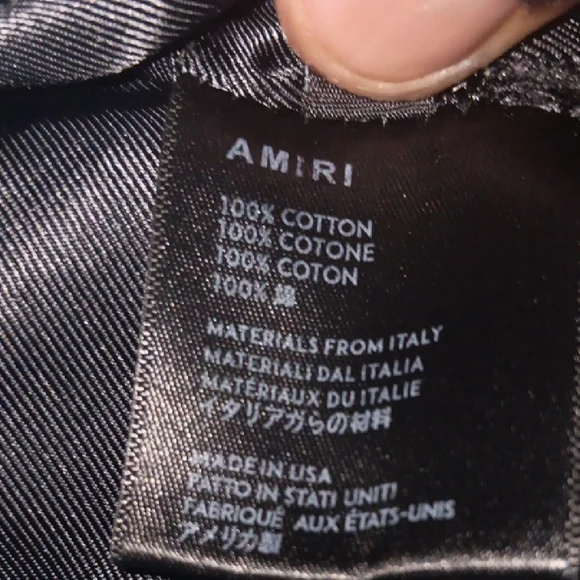 AMIRI
100% COTTON
100% COTONE
100% COTON
100% 綿
MATERIALS FROM ITALY
MATERIALI DAL ITALIA
MATÉRIAUX DU ITALIE
イタリアからの材料
MADE IN USA
FATTO IN STATI UNITI
FABRIQUÉ AUX ÉTATS-UNIS
アメリカ製